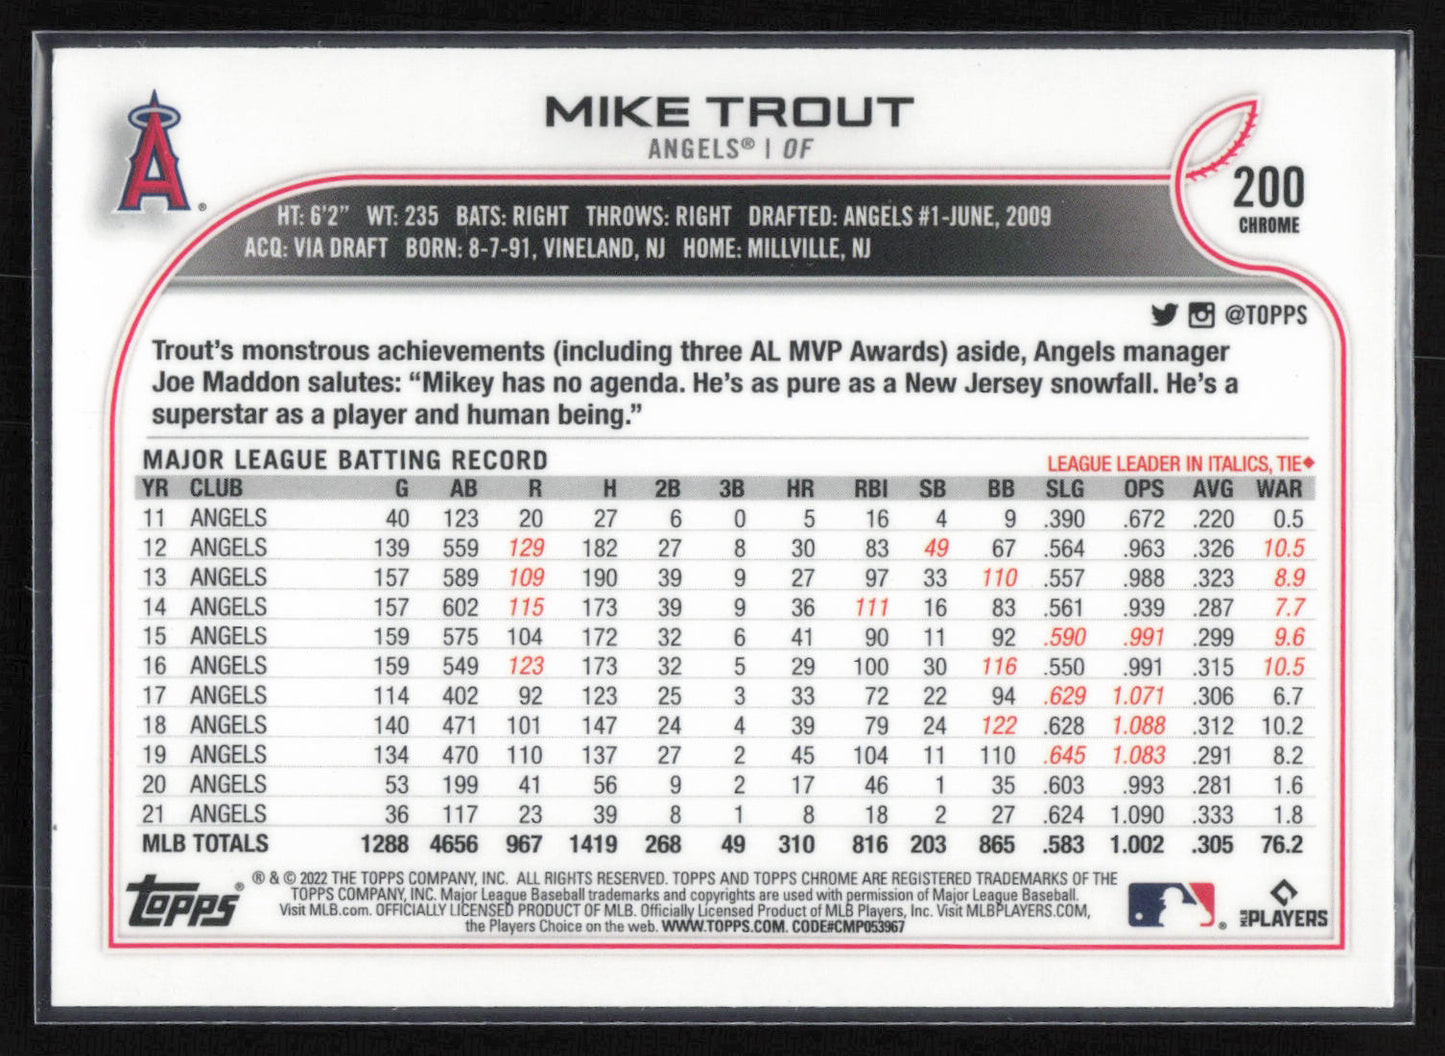 MIKE TROUT
ANGELS® | OF
A ®
200
CHROME
HT: 6'2" WT: 235 BATS: RIGHT THROWS: RIGHT DRAFTED: ANGELS #1-JUNE, 2009
ACQ: VIA DRAFT BORN: 8-7-91, VINELAND, NJ HOME: MILLVILLE, NJ
@TOPPS
Trout's monstrous achievements (including three AL MVP Awards) aside, Angels manager
Joe Maddon salutes: “Mikey has no agenda. He's as pure as a New Jersey snowfall. He's a
superstar as a player and human being.”
MAJOR LEAGUE BATTING RECORD LEAGUE LEADER IN ITALICS, TIE◆
YR CLUB G AB R H 2B 3B HR RBI SB BB SLG OPS AVG WAR
11 ANGELS 40 123 20 27 6 0 5 16 4 9 .390 .672 .220 0.5
12 ANGELS 139 559 129 182 27 8 30 83 49 67 .564 .963 .326 10.5
13 ANGELS 157 589 109 190 39 9 27 97 33 110 .557 .988 .323 8.9
14 ANGELS 157 602 115 173 39 9 36 111 16 83 .561 .939 .287 7.7
15 ANGELS 159 575 104 172 32 6 41 90 11 92 .590 .991 .299 9.6
16 ANGELS 159 549 123 173 32 5 29 100 30 116 .550 .991 .315 10.5
17 ANGELS 114 402 92 123 25 3 33 72 22 94 .629 1.071 .306 6.7
18 ANGELS 140 471 101 147 24 4 39 79 24 122 .628 1.088 .312 10.2
19 ANGELS 134 470 110 137 27 2 45 104 11 110 .645 1.083 .291 8.2
20 ANGELS 53 199 41 56 9 2 17 46 1 35 .603 .993 .281 1.6
21 ANGELS 36 117 23 39 8 1 8 18 2 27 .624 1.090 .333 1.8
MLB TOTALS 1288 4656 967 1419 268 49 310 816 203 865 .583 1.002 .305 76.2
Topps ®
® & © 2022 THE TOPPS COMPANY, INC. ALL RIGHTS RESERVED. TOPPS AND TOPPS CHROME ARE REGISTERED TRADEMARKS OF THE
TOPPS COMPANY, INC. Major League Baseball trademarks and copyrights are used with permission of Major League Baseball.
Visit MLB.com. OFFICIALLY LICENSED PRODUCT OF MLB. Officially Licensed Product of MLB Players, Inc. Visit MLBPLAYERS.COM,
the Players Choice on the web. WWW.TOPPS.COM. CODE#CMP053967
®
MLB PLAYERS